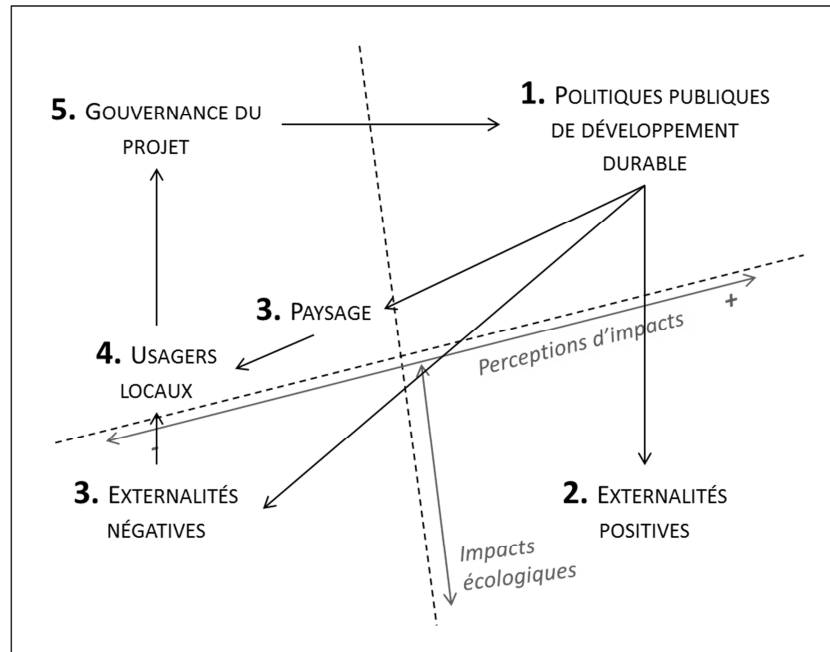 5. GOUVERNANCE DU
PROJET
1. POLITIQUES PUBLIQUES
DE DÉVELOPPEMENT
DURABLE
3. PAYSAGE
+
Perceptions d'impacts
4. USAGERS
LOCAUX
-
3. EXTERNALITÉS
NÉGATIVES
2. EXTERNALITÉS
POSITIVES
Impacts
écologiques